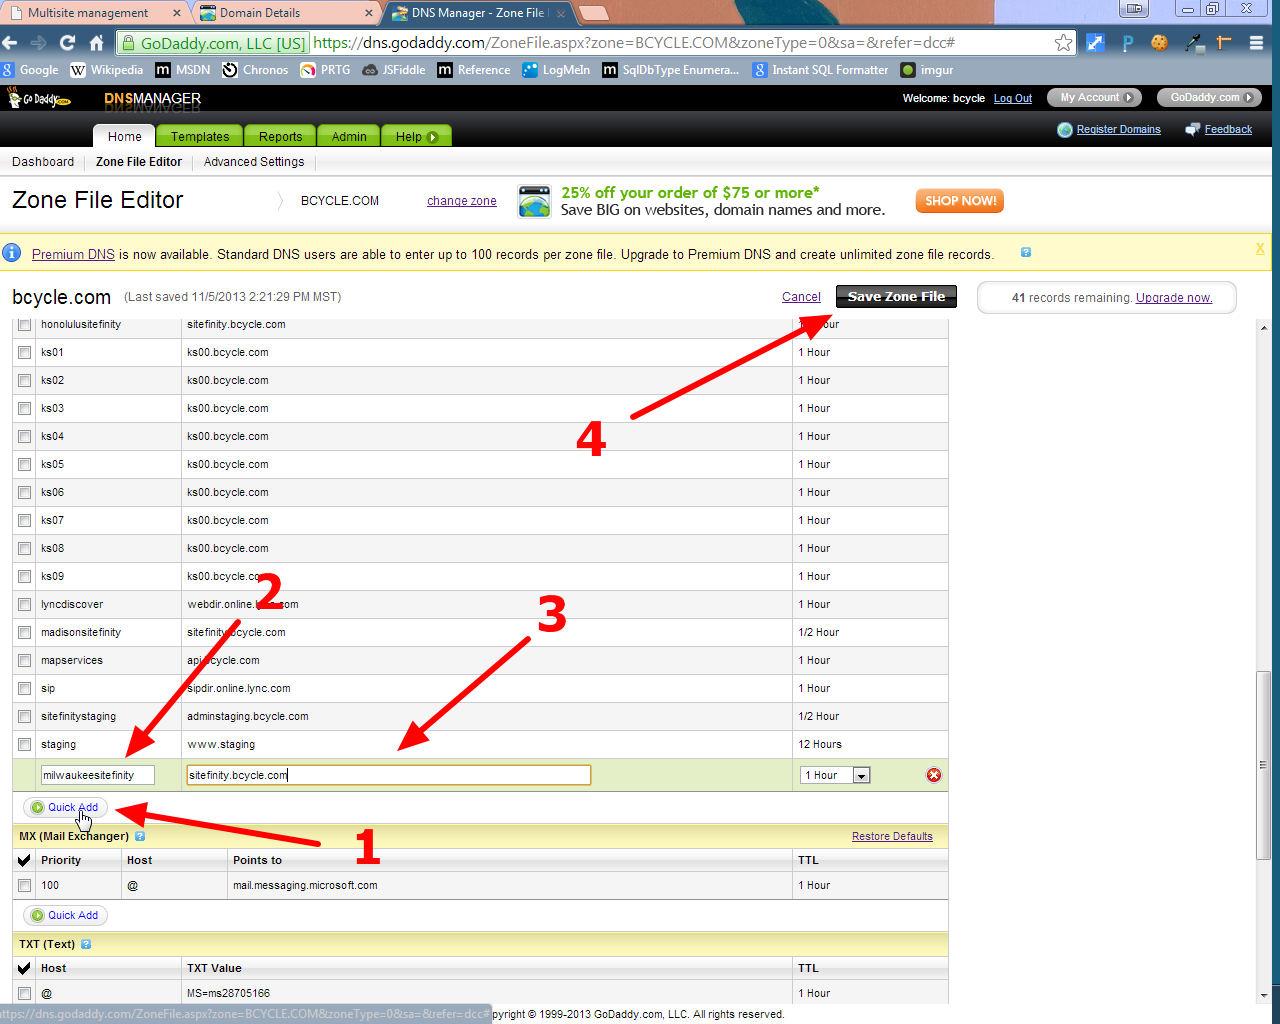 Multisite management
Domain Details
DNS Manager - Zone File
GoDaddy.com, LLC [US] https://dns.godaddy.com/ZoneFile.aspx?zone=BCYCLE.COM&zoneType=0&sa=&refer=dcc#
Google Wikipedia MSDN Chronos PRTG JSFiddle Reference LogMeIn SqlDbType Enumera... Instant SQL Formatter imgur
Go Daddy.COM DNSMANAGER Welcome: bcycle Log Out My Account GoDaddy.com
Home Templates Reports Admin Help Register Domains Feedback
Dashboard Zone File Editor Advanced Settings
Zone File Editor BCYCLE.COM change zone
25% off your order of $75 or more*
Save BIG on websites, domain names and more.
SHOP NOW!
Premium DNS is now available. Standard DNS users are able to enter up to 100 records per zone file. Upgrade to Premium DNS and create unlimited zone file records. ? X
bcycle.com (Last saved 11/5/2013 2:21:29 PM MST) Cancel Save Zone File 41 records remaining. Upgrade now.
honolulusitefinity sitefinity.bcycle.com
ks01 ks00.bcycle.com 1 Hour
ks02 ks00.bcycle.com 1 Hour
ks03 ks00.bcycle.com 1 Hour
4
ks04 ks00.bcycle.com 1 Hour
ks05 ks00.bcycle.com 1 Hour
ks06 ks00.bcycle.com 1 Hour
ks07 ks00.bcycle.com 1 Hour
ks08 ks00.bcycle.com 1 Hour
ks09 ks00.bcycle.com 1 Hour
2
lyncdiscover webdir.online.lync.com 1 Hour
3
madisonsitefinity sitefinity.bcycle.com 1/2 Hour
mapservices api.bcycle.com 1 Hour
sip sipdir.online.lync.com 1 Hour
sitefinitystaging adminstaging.bcycle.com 1/2 Hour
staging www.staging 12 Hours
milwaukeesitefinity sitefinity.bcycle.com 1 Hour
Quick Add
MX (Mail Exchanger) ? Restore Defaults
1
Priority Host Points to TTL
100 @ mail.messaging.microsoft.com 1 Hour
Quick Add
TXT (Text) ?
Host TXT Value TTL
@ MS=ms28705166 1 Hour
https://dns.godaddy.com/ZoneFile.aspx?zone=BCYCLE.COM&zoneType=0&sa=&refer=dcc# pyright © 1999-2013 GoDaddy.com, LLC. All rights reserved.